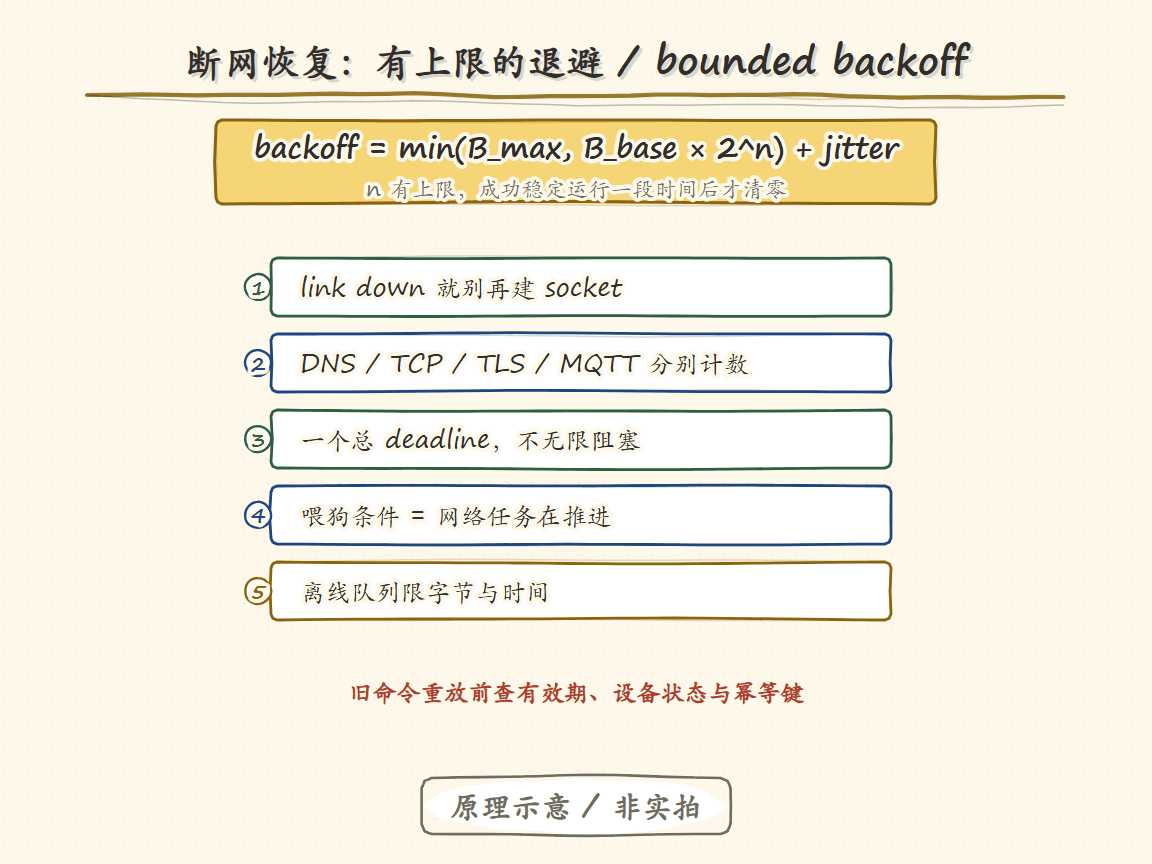 断网恢复：有上限的退避 / bounded backoff
backoff = min(B_max, B_base × 2^n) + jitter
n 有上限，成功稳定运行一段时间后才清零
① link down 就别再建 socket
② DNS / TCP / TLS / MQTT 分别计数
③ 一个总 deadline，不无限阻塞
④ 喂狗条件 = 网络任务在推进
⑤ 离线队列限字节与时间
旧命令重放前查有效期、设备状态与幂等键
原理示意 / 非实拍